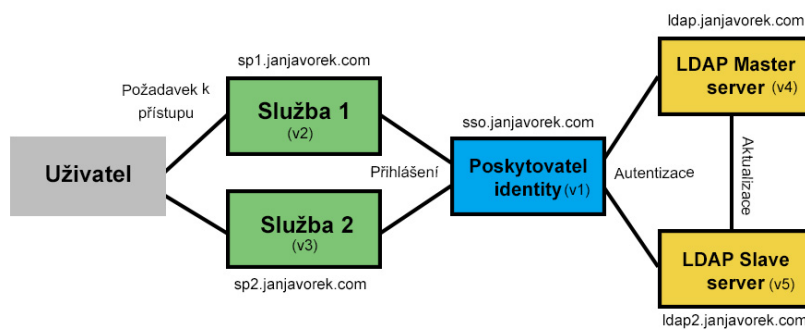 Uživatel
Požadavek k
přístupu
sp1.janjavorek.com
Služba 1
(v2)
Služba 2
(v3)
sp2.janjavorek.com
Přihlášení
sso.janjavorek.com
Poskytovatel
identity (v1)
Autentizace
ldap.janjavorek.com
LDAP Master
server (v4)
Aktualizace
LDAP Slave
server (v5)
ldap2.janjavorek.com